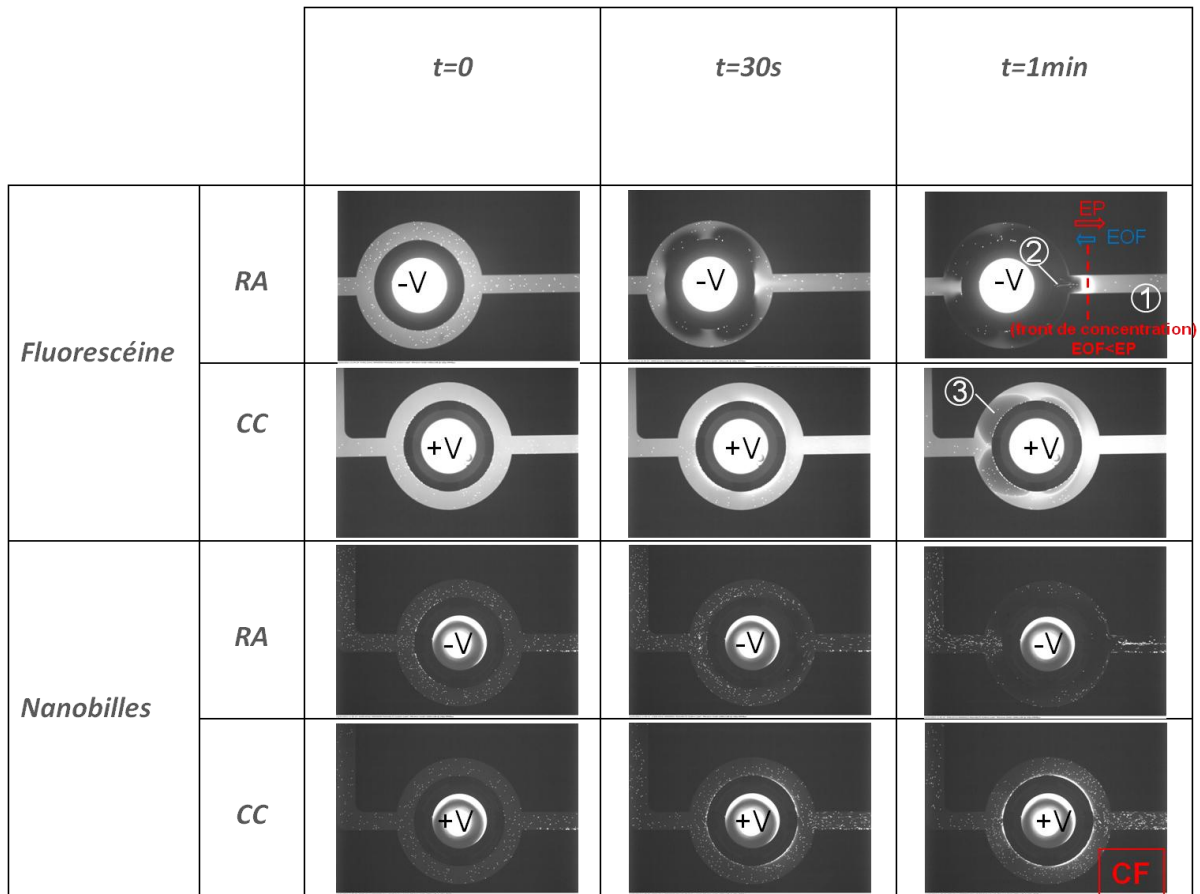 t=0
t=30s
t=1min
Fluorescéine
RA
-V
-V
EP
EOF
②
-V
①
(front de concentration)
EOF<EP
CC
+V
+V
③
+V
Nanobilles
RA
-V
-V
-V
CC
+V
+V
+V
CF